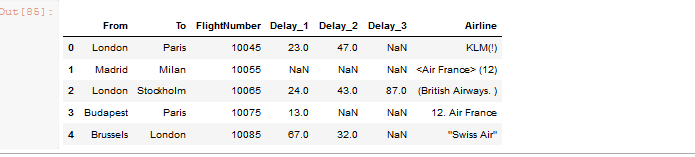 Out[85]:
From To FlightNumber Delay_1 Delay_2 Delay_3 Airline
0 London Paris 10045 23.0 47.0 NaN KLM(!)
1 Madrid Milan 10055 NaN NaN NaN <Air France> (12)
2 London Stockholm 10065 24.0 43.0 87.0 (British Airways. )
3 Budapest Paris 10075 13.0 NaN NaN 12. Air France
4 Brussels London 10085 67.0 32.0 NaN "Swiss Air"